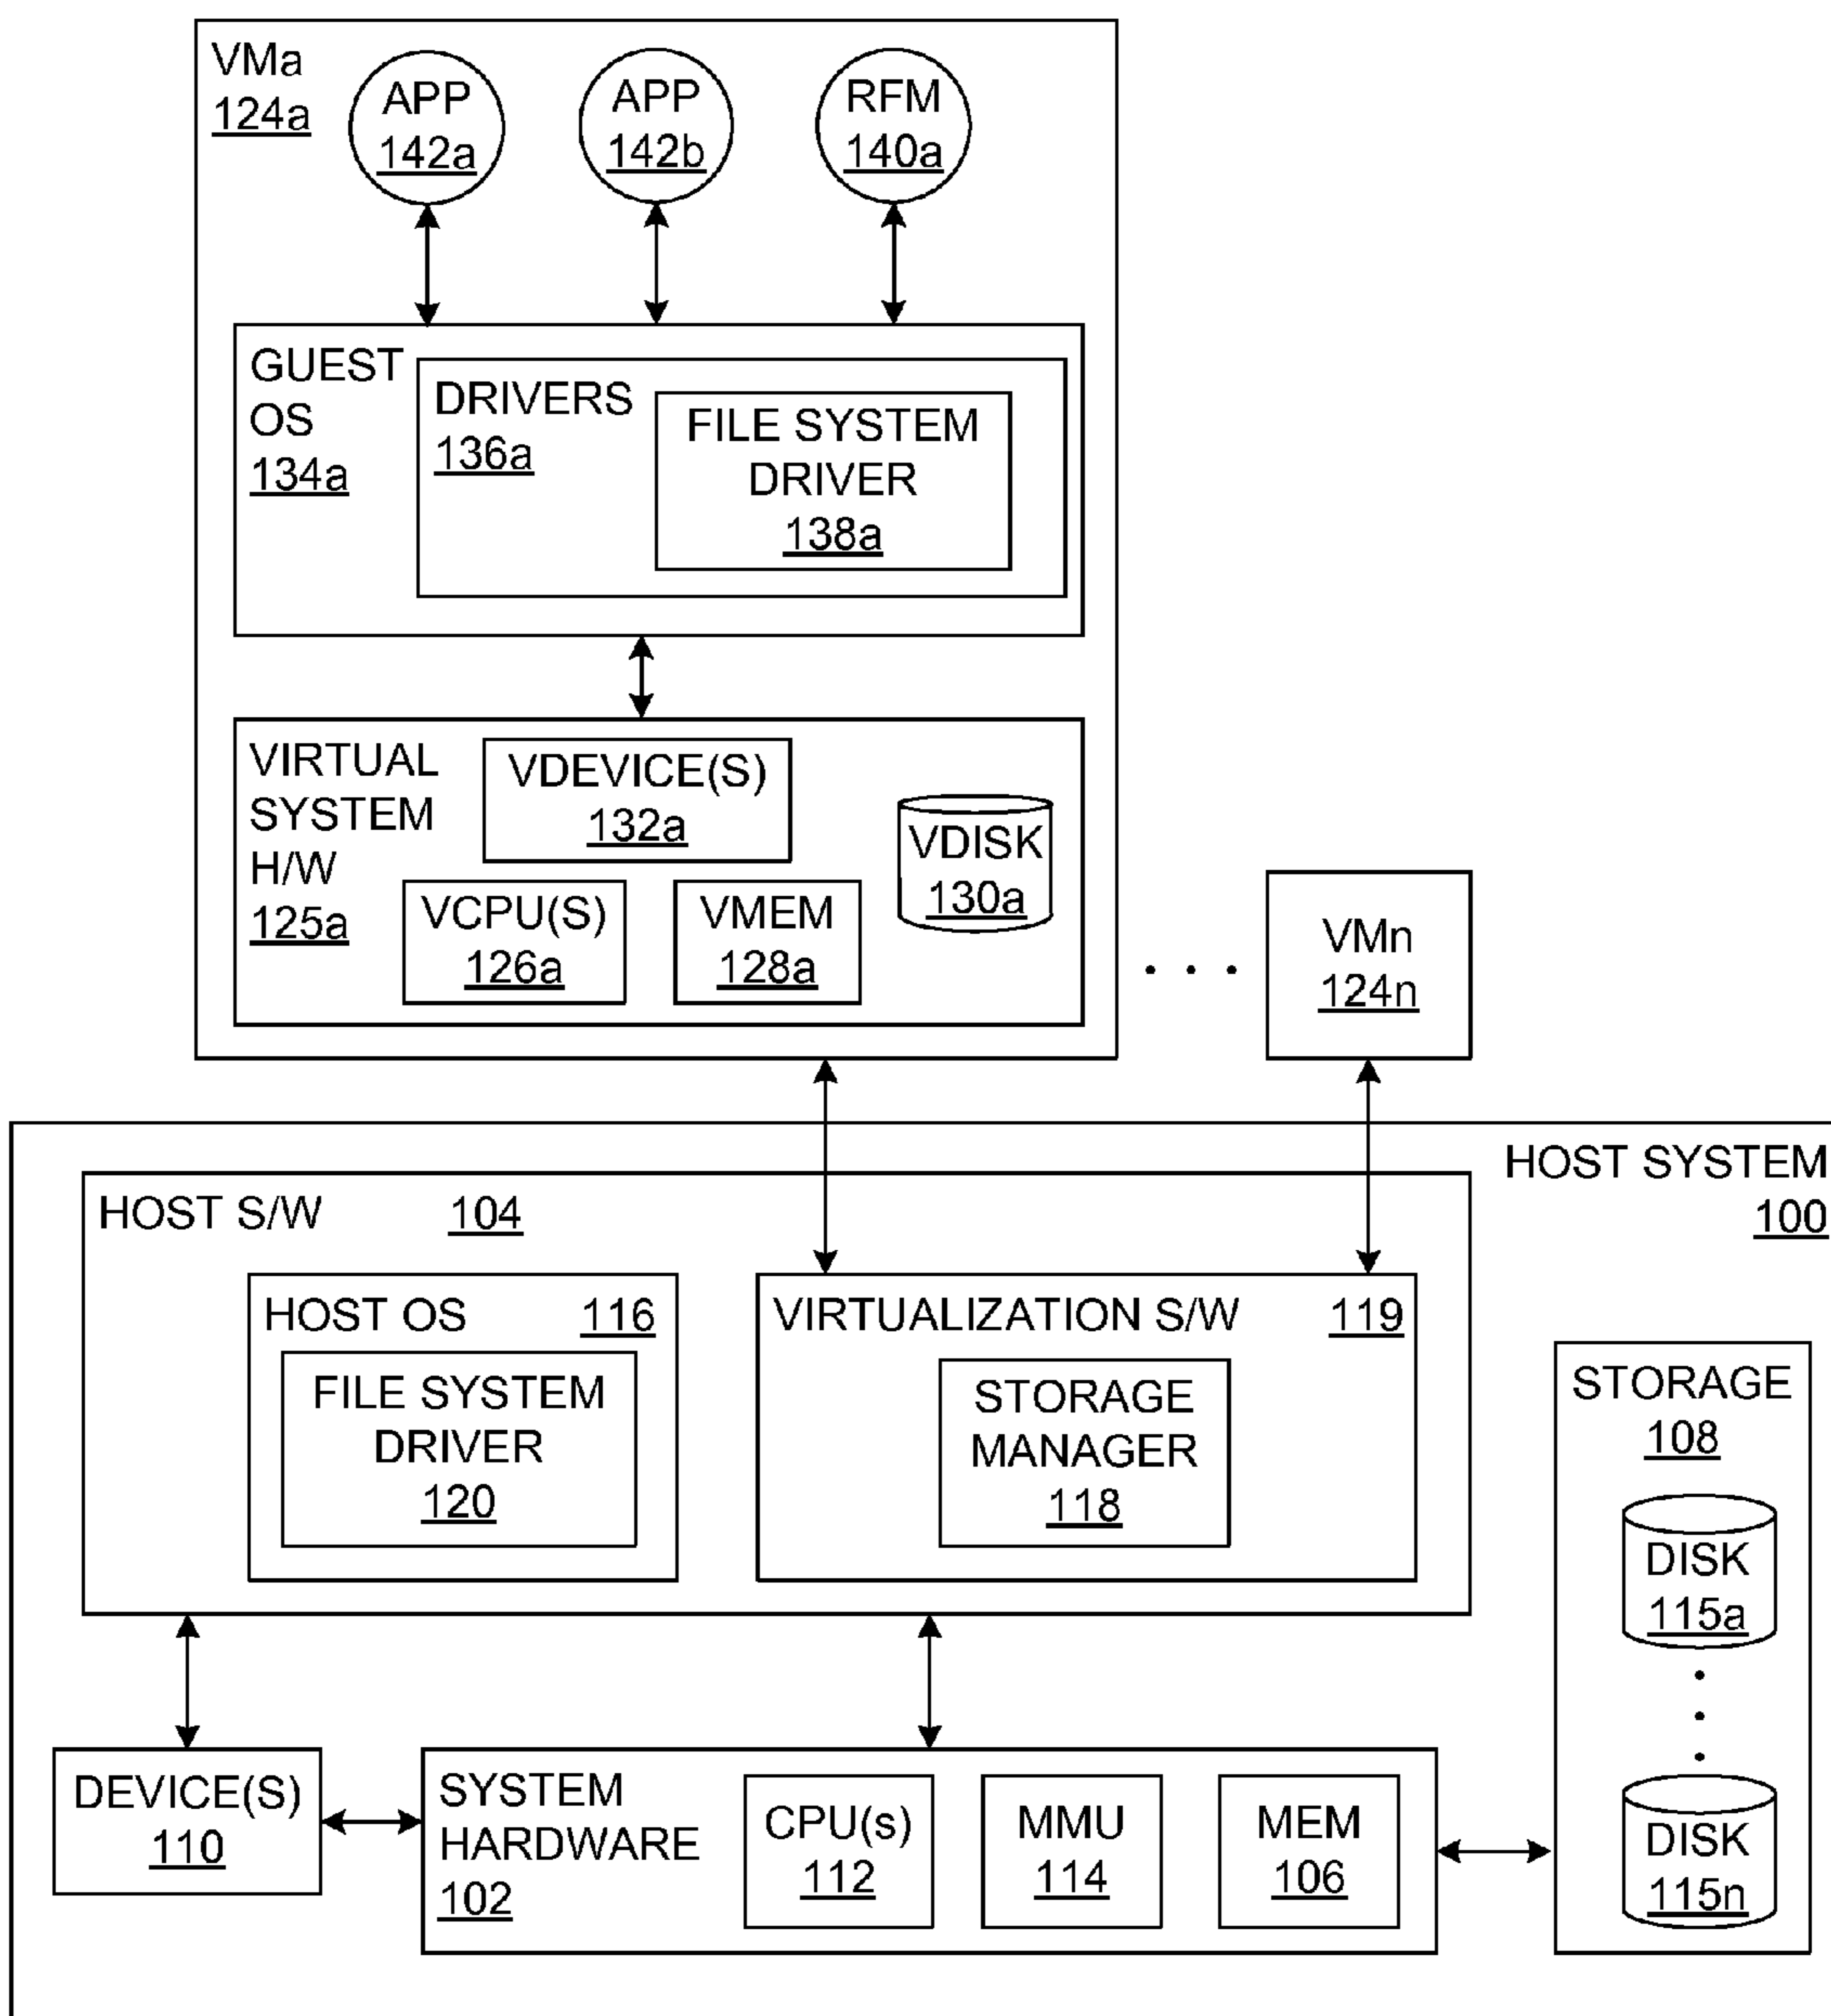 VMa
124a
APP
142a
APP
142b
RFM
140a
GUEST
OS
134a
DRIVERS
136a
FILE SYSTEM
DRIVER
138a
VIRTUAL
SYSTEM
H/W
125a
VDEVICE(S)
132a
VCPU(S)
126a
VMEM
128a
VDISK
130a
. . .
VMn
124n
HOST SYSTEM
100
HOST S/W 104
HOST OS 116
FILE SYSTEM
DRIVER
120
VIRTUALIZATION S/W 119
STORAGE
MANAGER
118
STORAGE
108
DISK
115a
DISK
115n
DEVICE(S)
110
SYSTEM
HARDWARE
102
CPU(s)
112
MMU
114
MEM
106